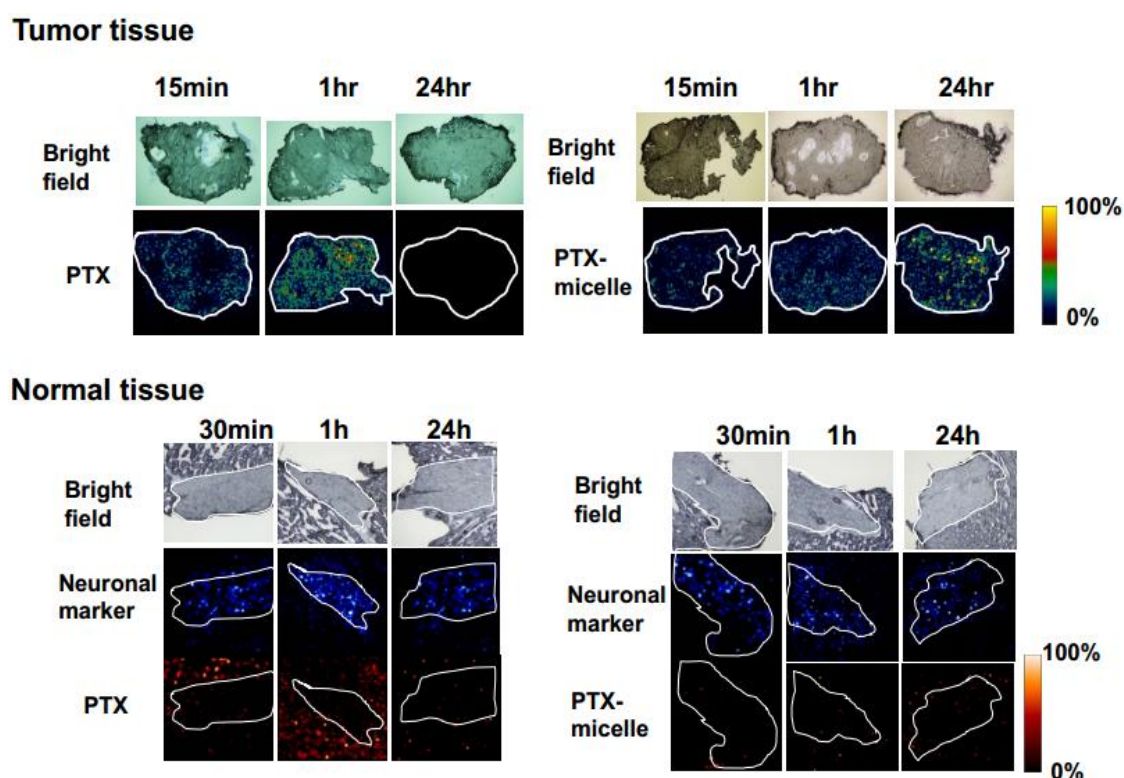 Tumor tissue
15min 1hr 24hr
Bright
field
PTX
15min 1hr 24hr
Bright
field
PTX-
micelle
100%
0%
Normal tissue
30min 1h 24h
Bright
field
Neuronal
marker
PTX
30min 1h 24h
Bright
field
Neuronal
marker
PTX-
micelle
100%
0%